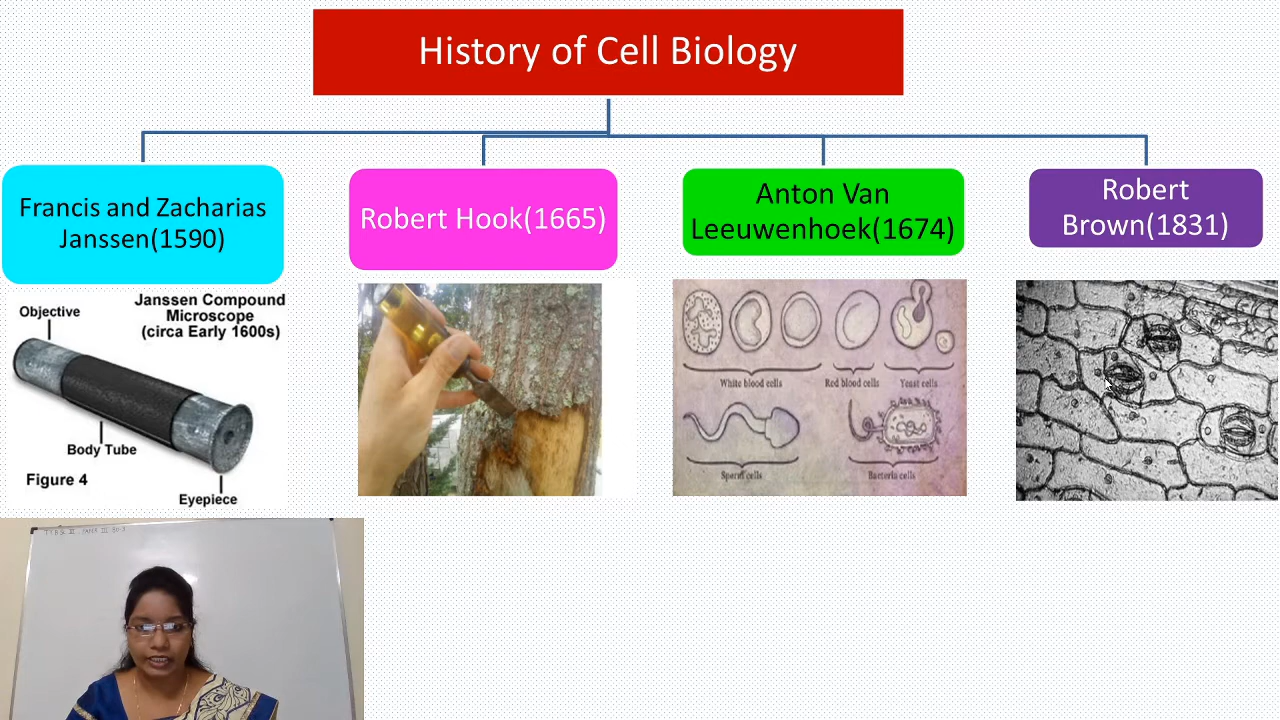 History of Cell Biology
Francis and Zacharias
Janssen(1590)
Robert Hook(1665)
Anton Van
Leeuwenhoek(1674)
Robert
Brown(1831)
Janssen Compound
Microscope
(circa Early 1600s)
Objective
Body Tube
Figure 4
Eyepiece
White blood cells
Red blood cells
Yeast cells
Sperm cells
Bacteria cells